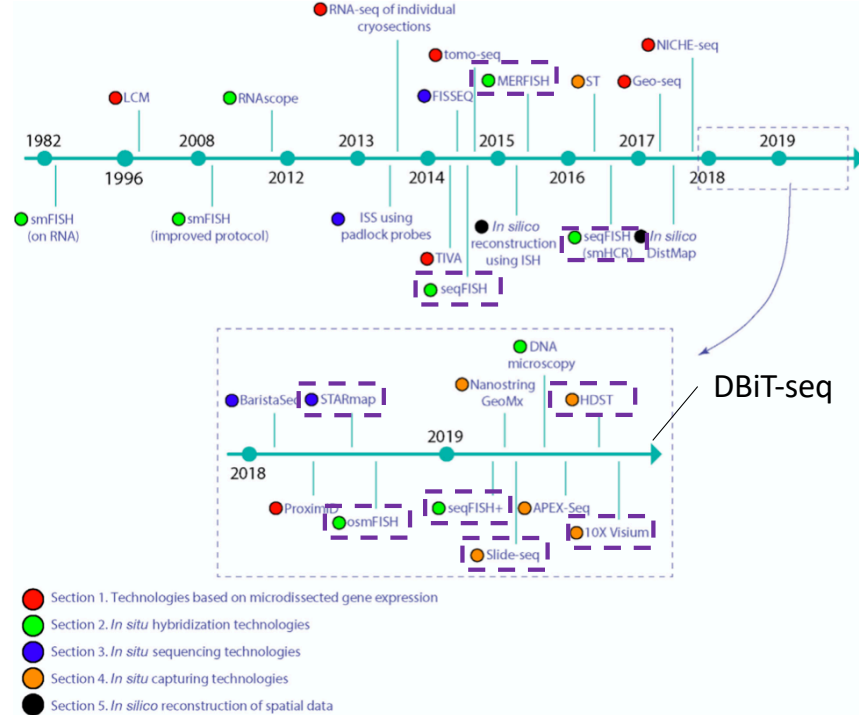 RNA-seq of individual
cryosections
tomo-seq
NICHE-seq
MERFISH
ST
Geo-seq
LCM
RNAscope
FISSEQ
1982
2008
2013
2015
2017
2019
1996
2012
2014
2016
2018
smFISH
(on RNA)
smFISH
(improved protocol)
ISS using
padlock probes
In silico
reconstruction
using ISH
seqFISH
(smHCR)
In silico
DistMap
TIVA
seqFISH
DNA
microscopy
Nanostring
GeoMx
HDST
DBiT-seq
BaristaSeq
STARmap
2018
2019
ProximID
osmFISH
seqFISH+
APEX-Seq
Slide-seq
10X Visium
Section 1. Technologies based on microdissected gene expression
Section 2. In situ hybridization technologies
Section 3. In situ sequencing technologies
Section 4. In situ capturing technologies
Section 5. In silico reconstruction of spatial data